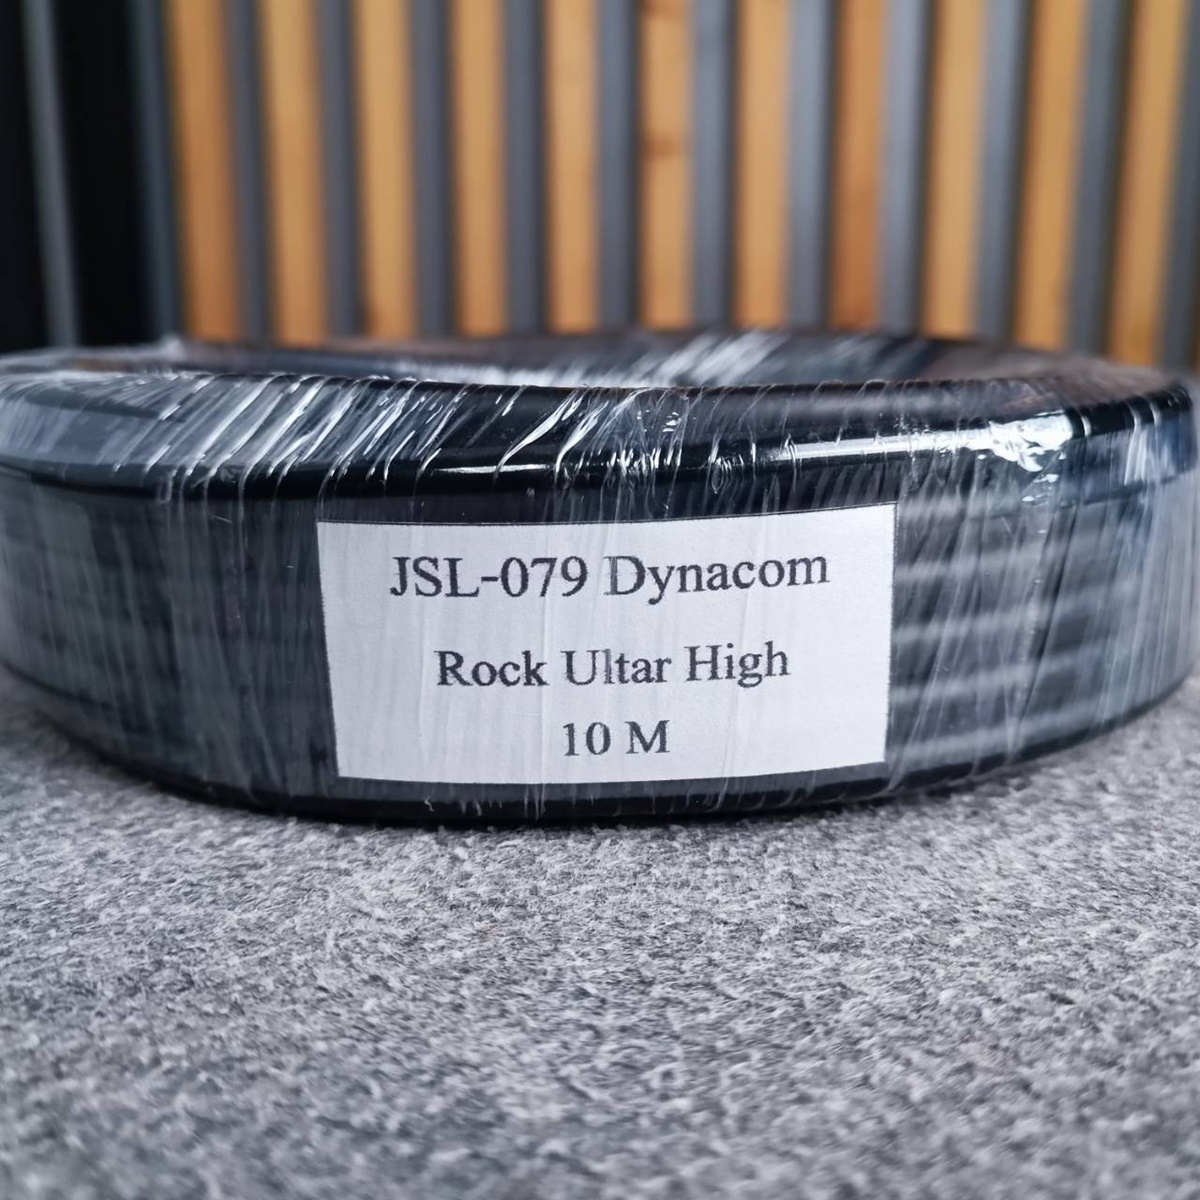 JSL-079 Dynacom
Rock Ultar High
10 M